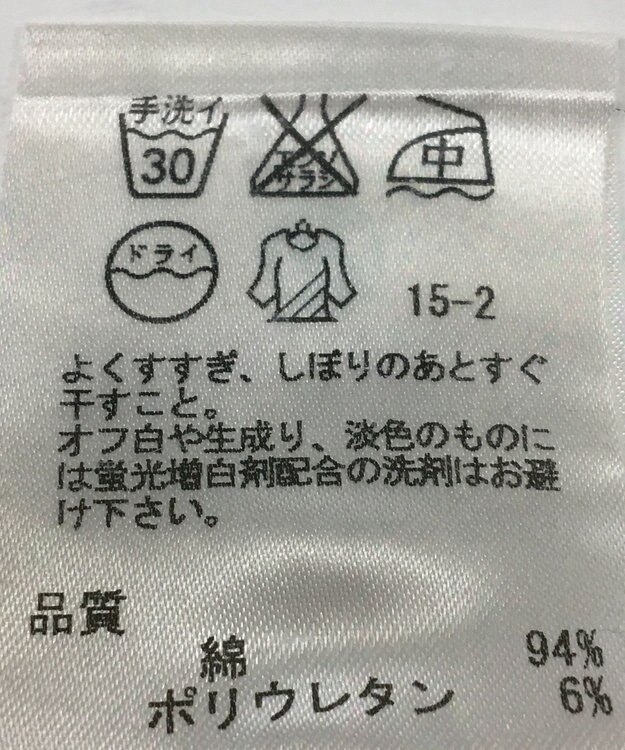 手洗イ
30
エンソ
サラシ
中
ドライ
15-2
よくすすぎ、しぼりのあとすぐ
干すこと。
オフ白や生成り、淡色のものに
は蛍光増白剤配合の洗剤はお避
け下さい。
品質
綿 94%
ポリウレタン 6%